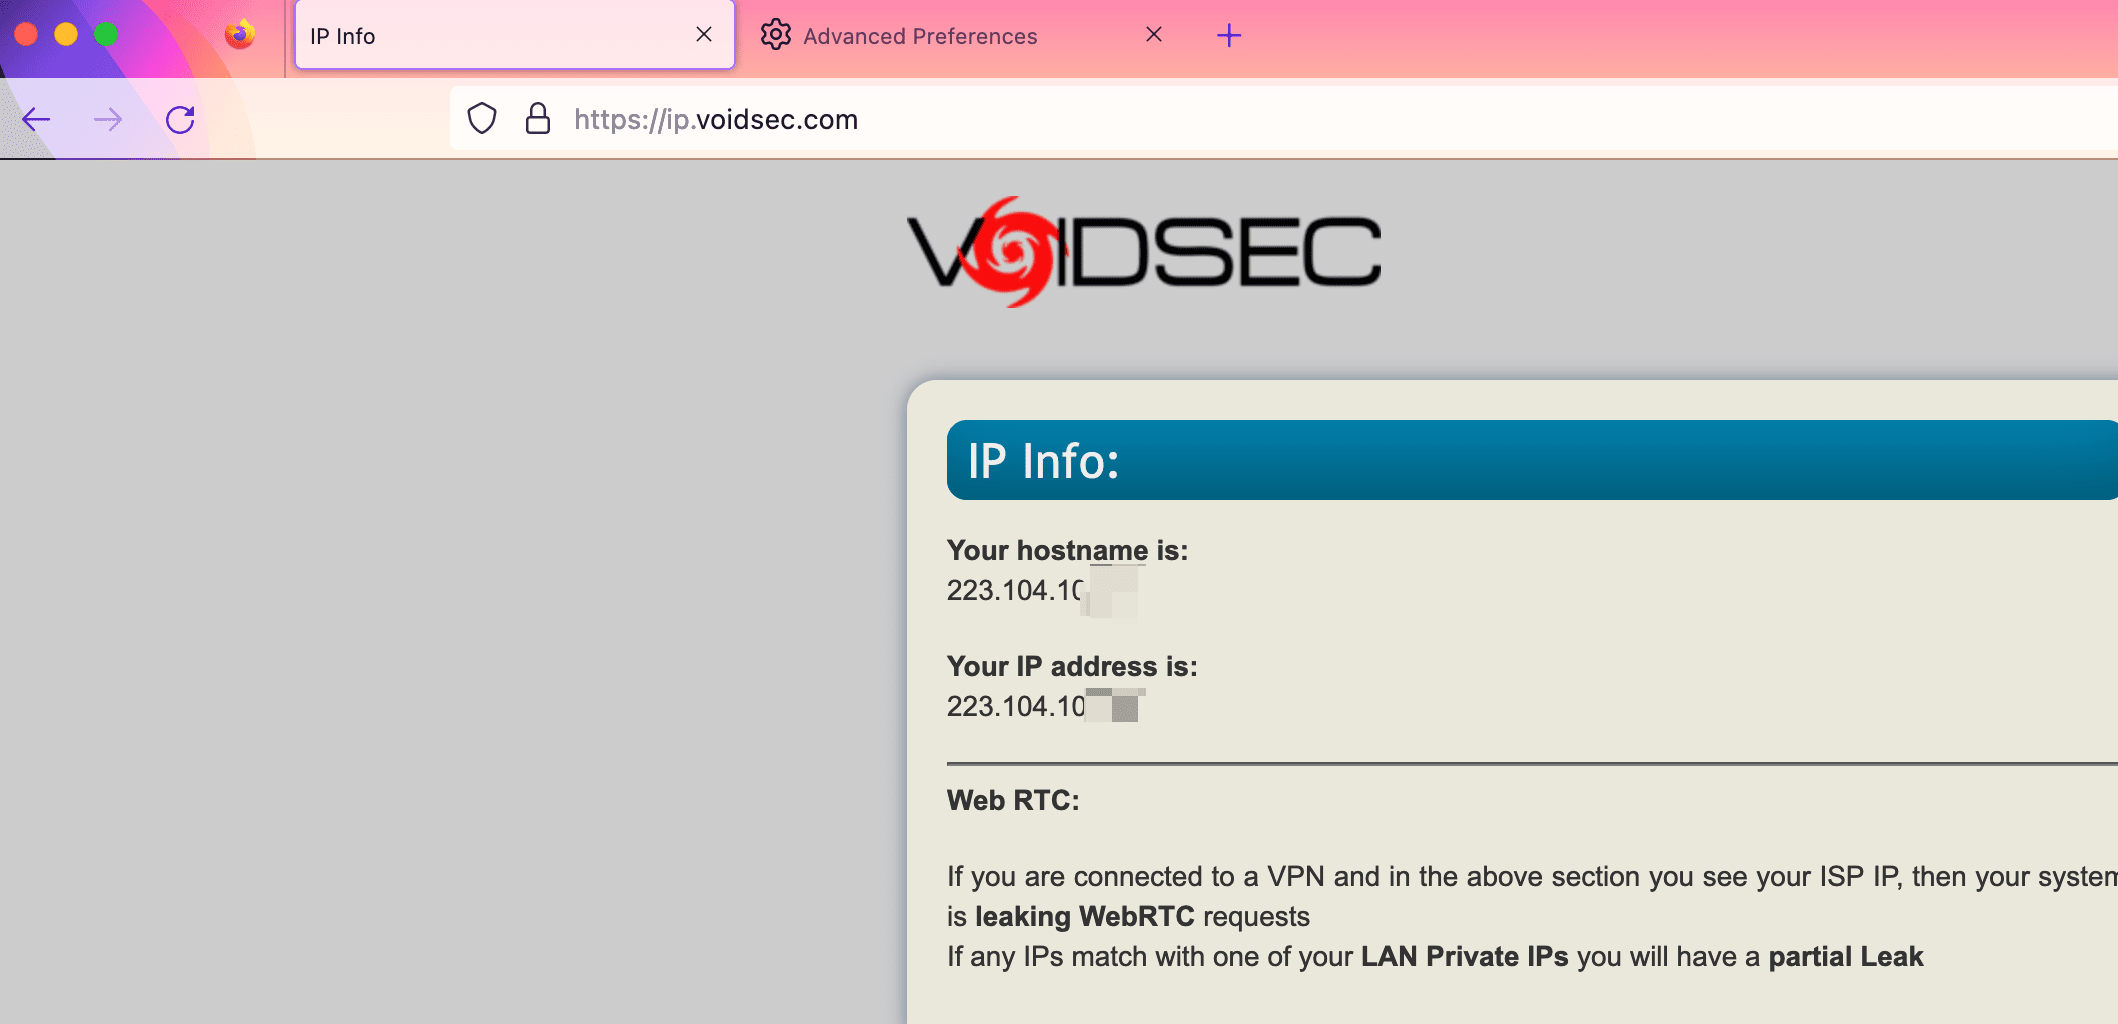 IP Info
Advanced Preferences
https://ip.voidsec.com
VOIDSEC
IP Info:
Your hostname is:
223.104.10
Your IP address is:
223.104.10
Web RTC:
If you are connected to a VPN and in the above section you see your ISP IP, then your system
is leaking WebRTC requests
If any IPs match with one of your LAN Private IPs you will have a partial Leak